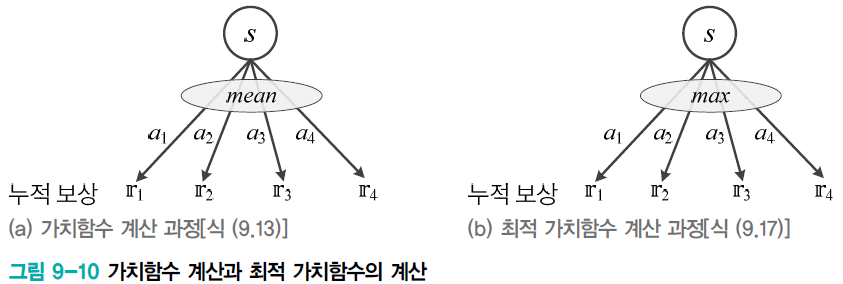 s s
mean max
a1 a2 a3 a4 a1 a2 a3 a4
누적 보상 r1 r2 r3 r4 누적 보상 r1 r2 r3 r4
(a) 가치함수 계산 과정[식 (9.13)] (b) 최적 가치함수 계산 과정[식 (9.17)]
그림 9-10 가치함수 계산과 최적 가치함수의 계산